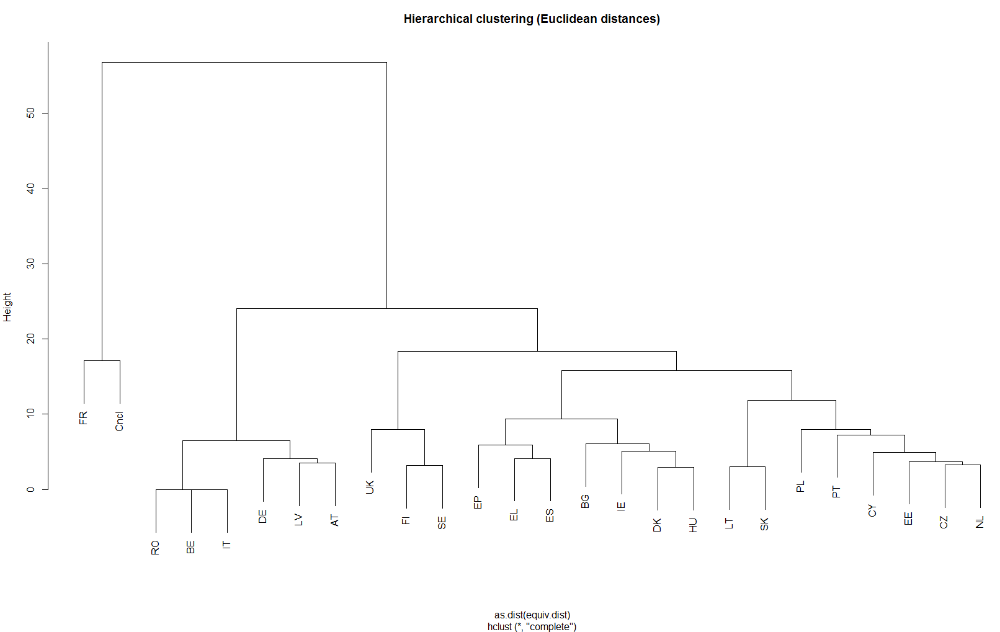 Hierarchical clustering (Euclidean distances)
Height
50
40
30
20
10
0
FR
Cncl
RO
BE
IT
DE
LV
AT
UK
FI
SE
EP
EL
ES
BG
IE
DK
HU
LT
SK
PL
PT
CY
EE
CZ
NL
as.dist(equiv.dist)
hclust (*, "complete")